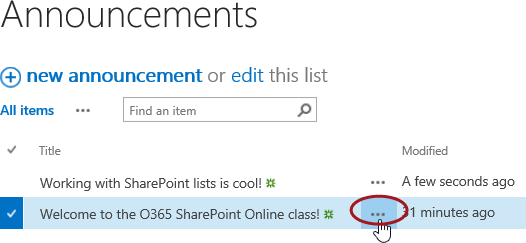 Announcements
new announcement or edit this list
All items ••• Find an item
Title Modified
Working with SharePoint lists is cool! ••• A few seconds ago
Welcome to the O365 SharePoint Online class! ••• 31 minutes ago